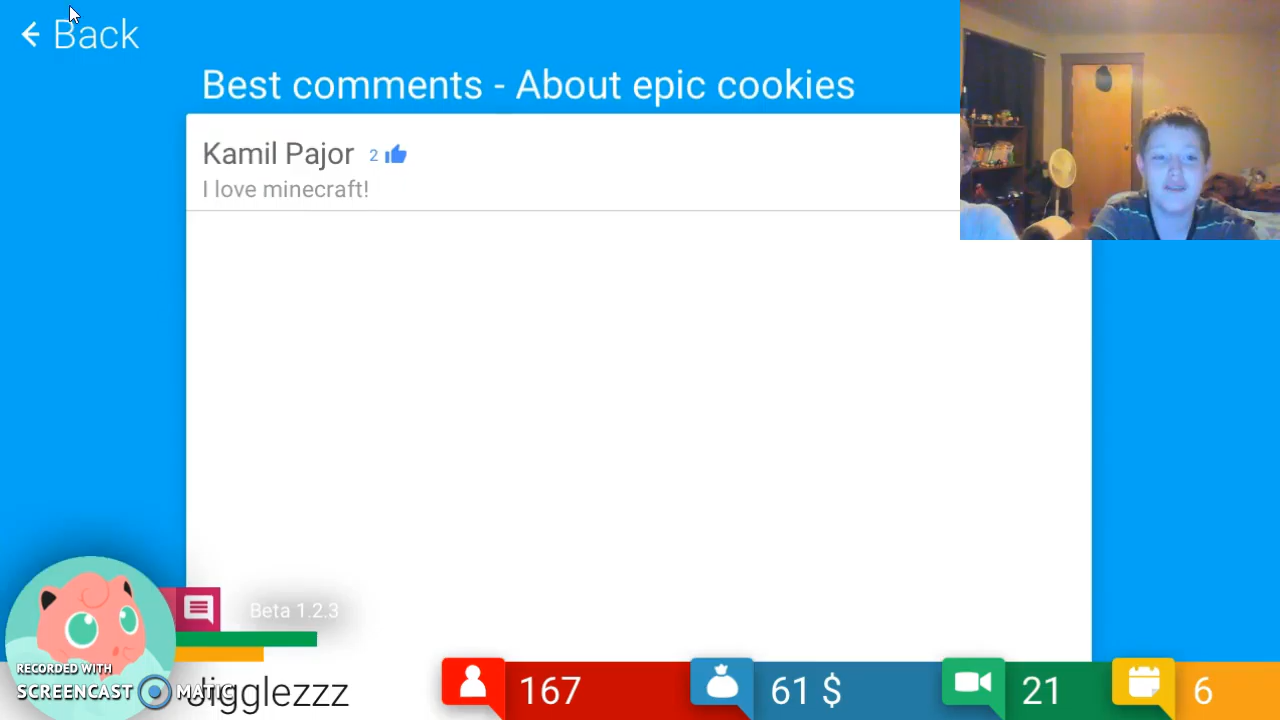 Back
Best comments - About epic cookies
Kamil Pajor 2
I love minecraft!
Beta 1.2.3
RECORDED WITH
SCREENCAST MATIC
Jigglezzz
167
61 $
21
6